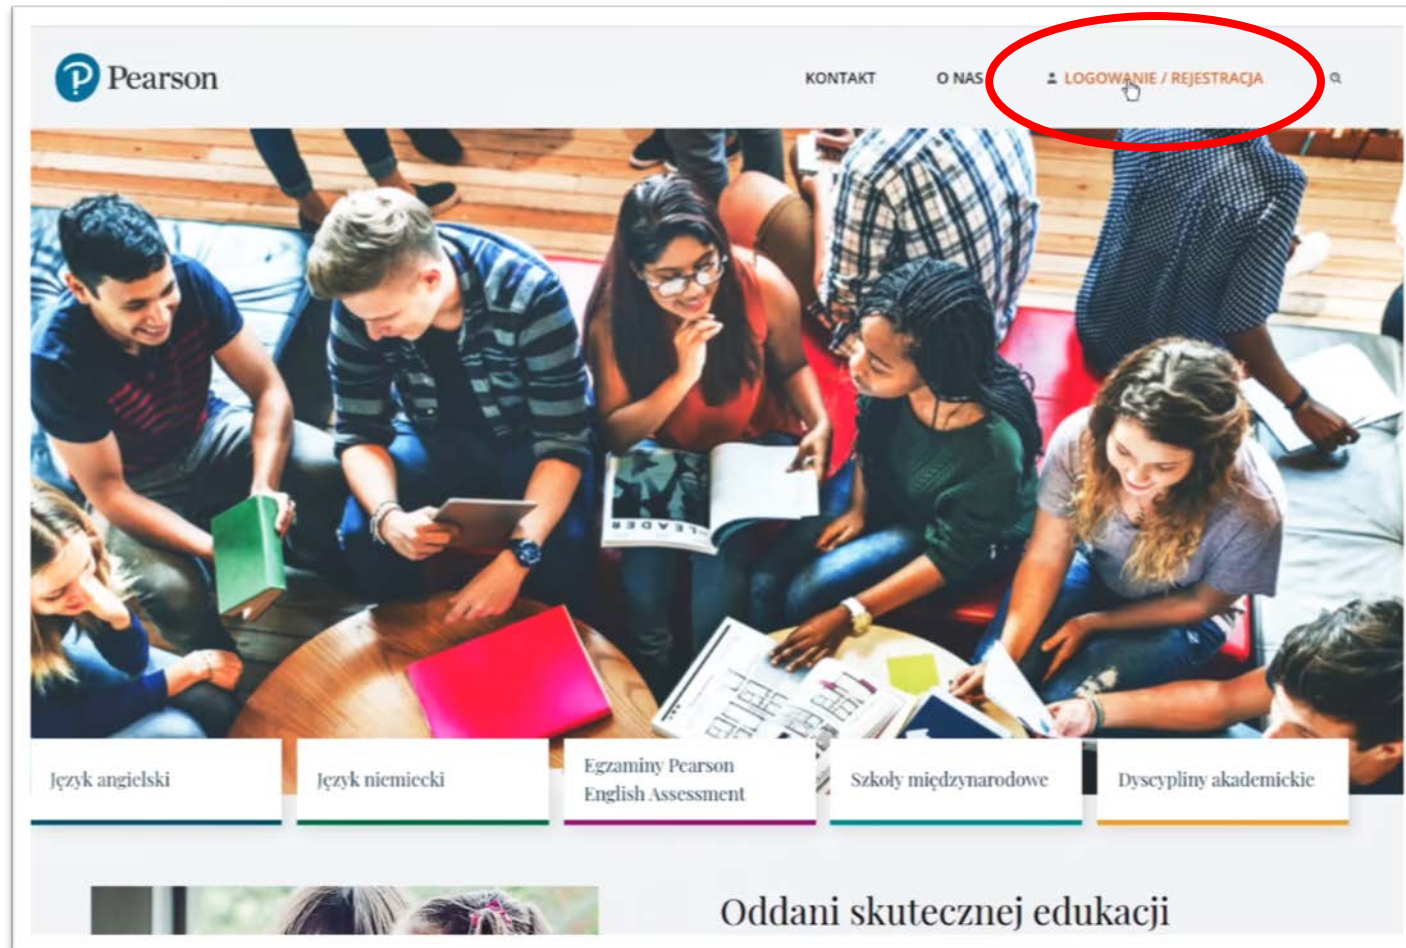 Pearson
KONTAKT
O NAS
LOGOWANIE / REJESTRACJA
LEADER
Język angielski
Język niemiecki
Egzaminy Pearson
English Assessment
Szkoły międzynarodowe
Dyscypliny akademickie
Oddani skutecznej edukacji